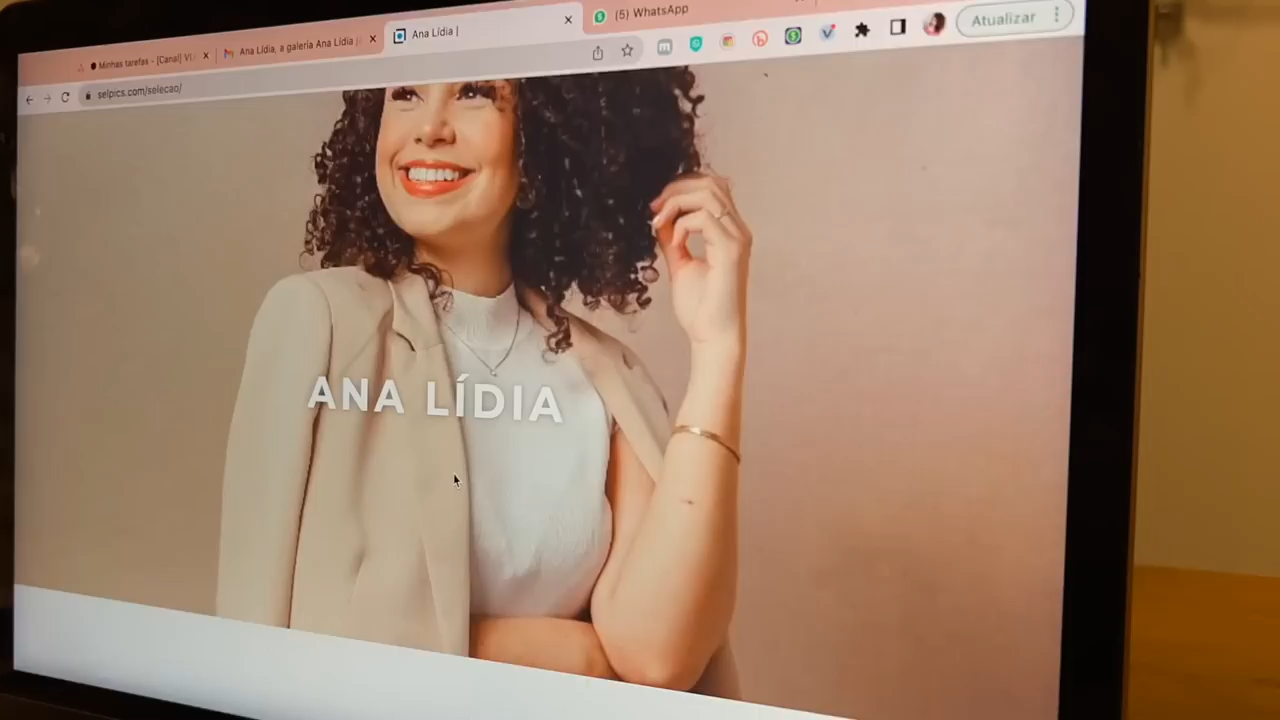 Minhas tarefas - [Canal] V
Ana Lídia, a galeria Ana Lídia j
Ana Lídia |
(5) WhatsApp
selpics.com/selecao/
Atualizar
ANA LÍDIA